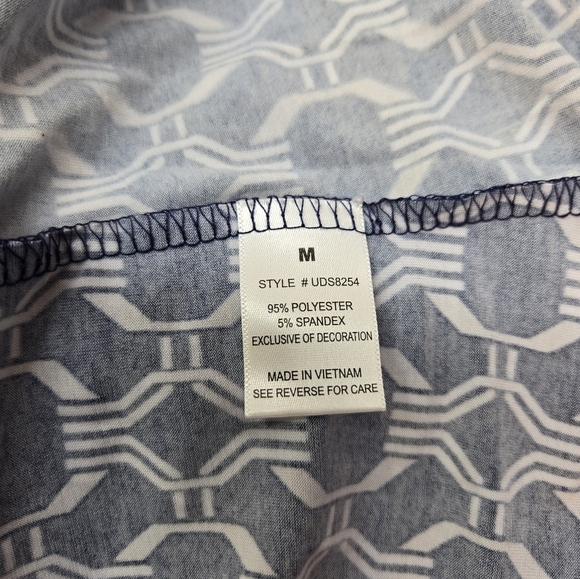 M
STYLE # UDS8254
95% POLYESTER
5% SPANDEX
EXCLUSIVE OF DECORATION
MADE IN VIETNAM
SEE REVERSE FOR CARE